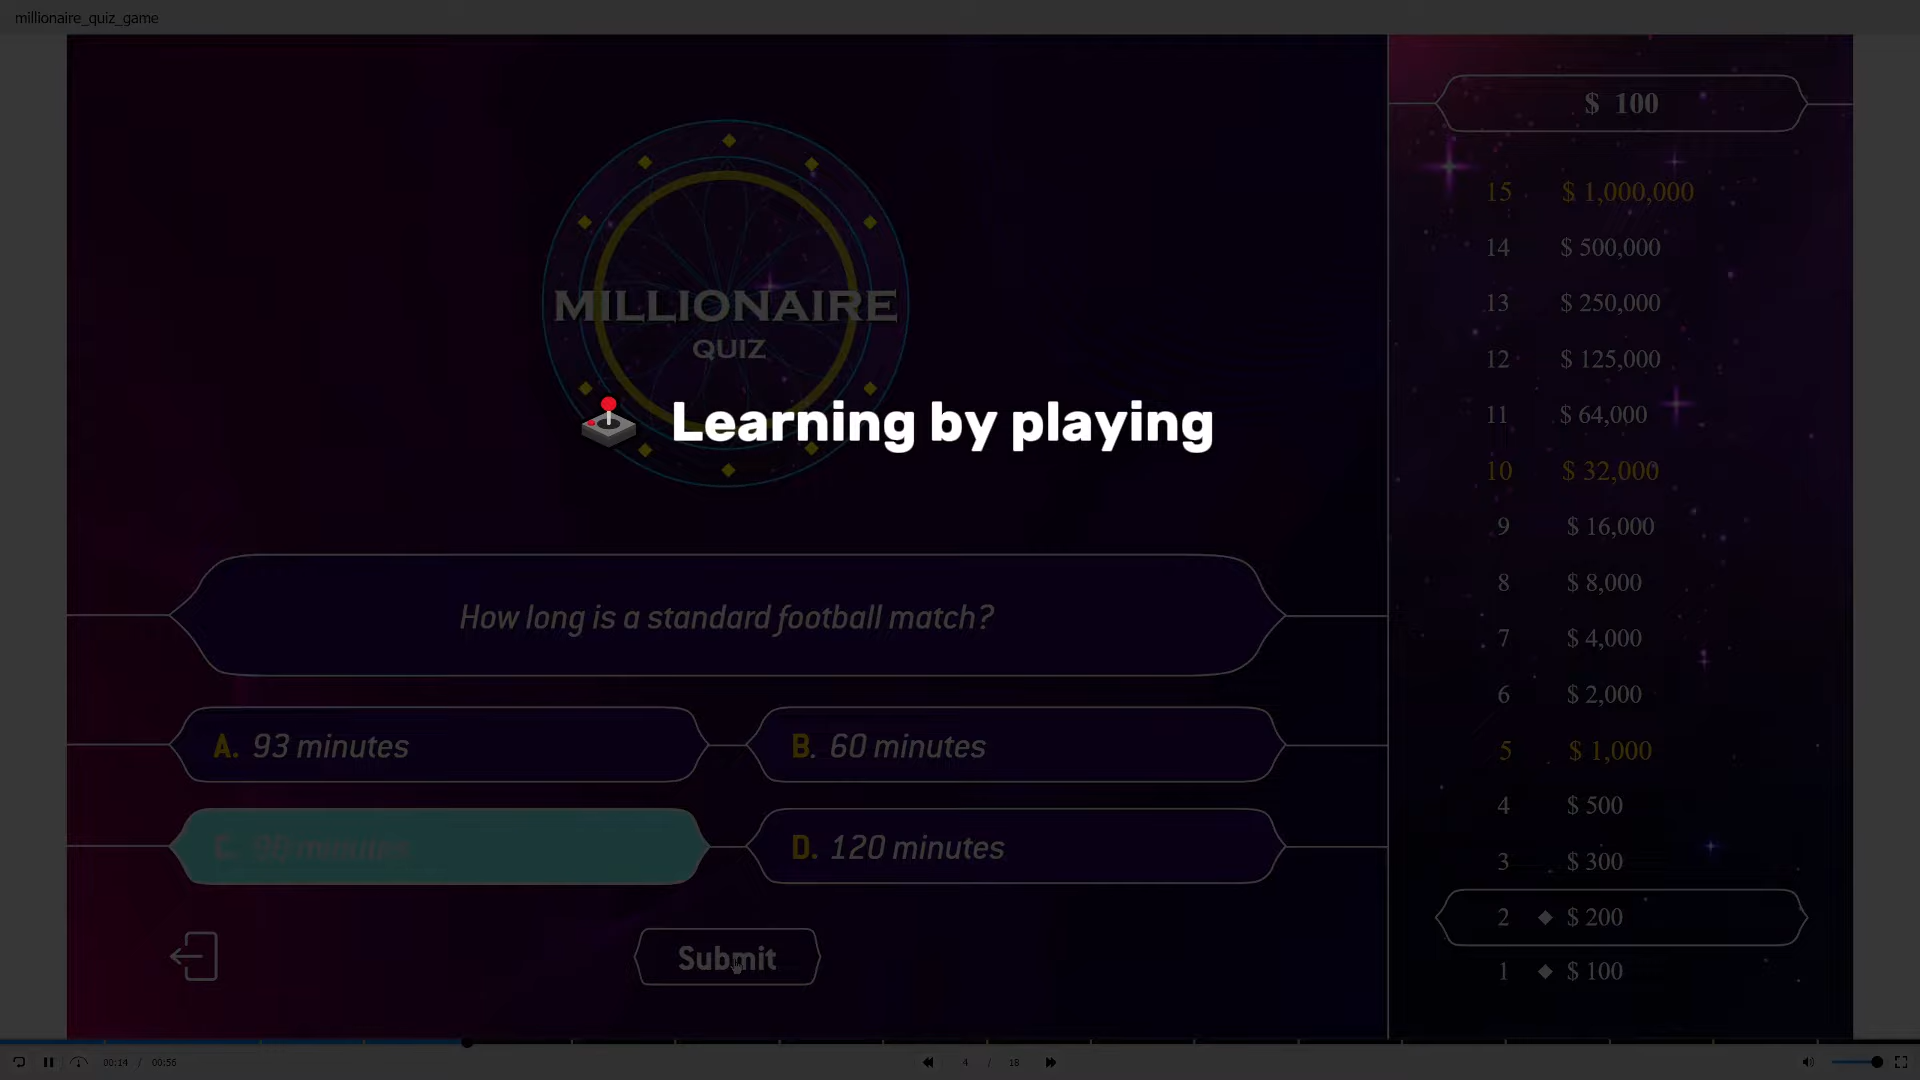 millionaire_quiz_game
$ 100
MILLIONAIRE
QUIZ
Learning by playing
How long is a standard football match?
A. 93 minutes
B. 60 minutes
C. 90 minutes
D. 120 minutes
Submit
15 $ 1,000,000
14 $ 500,000
13 $ 250,000
12 $ 125,000
11 $ 64,000
10 $ 32,000
9 $ 16,000
8 $ 8,000
7 $ 4,000
6 $ 2,000
5 $ 1,000
4 $ 500
3 $ 300
2 ◆ $ 200
1 ◆ $ 100
00:14 / 00:56
4 / 18